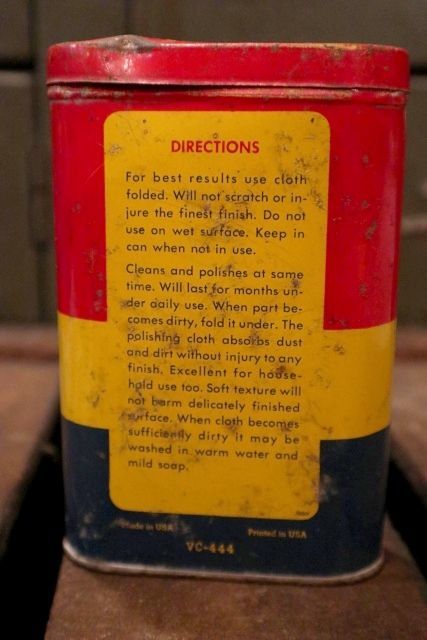 DIRECTIONS
For best results use cloth
folded. Will not scratch or in-
jure the finest finish. Do not
use on wet surface. Keep in
can when not in use.
Cleans and polishes at same
time. Will last for months un-
der daily use. When part be-
comes dirty, fold it under. The
polishing cloth absorbs dust
and dirt without injury to any
finish. Excellent for house-
hold use too. Soft texture will
not harm delicately finished
surface. When cloth becomes
sufficiently dirty it may be
washed in warm water and
mild soap.
Made in USA Printed in USA
VC-444